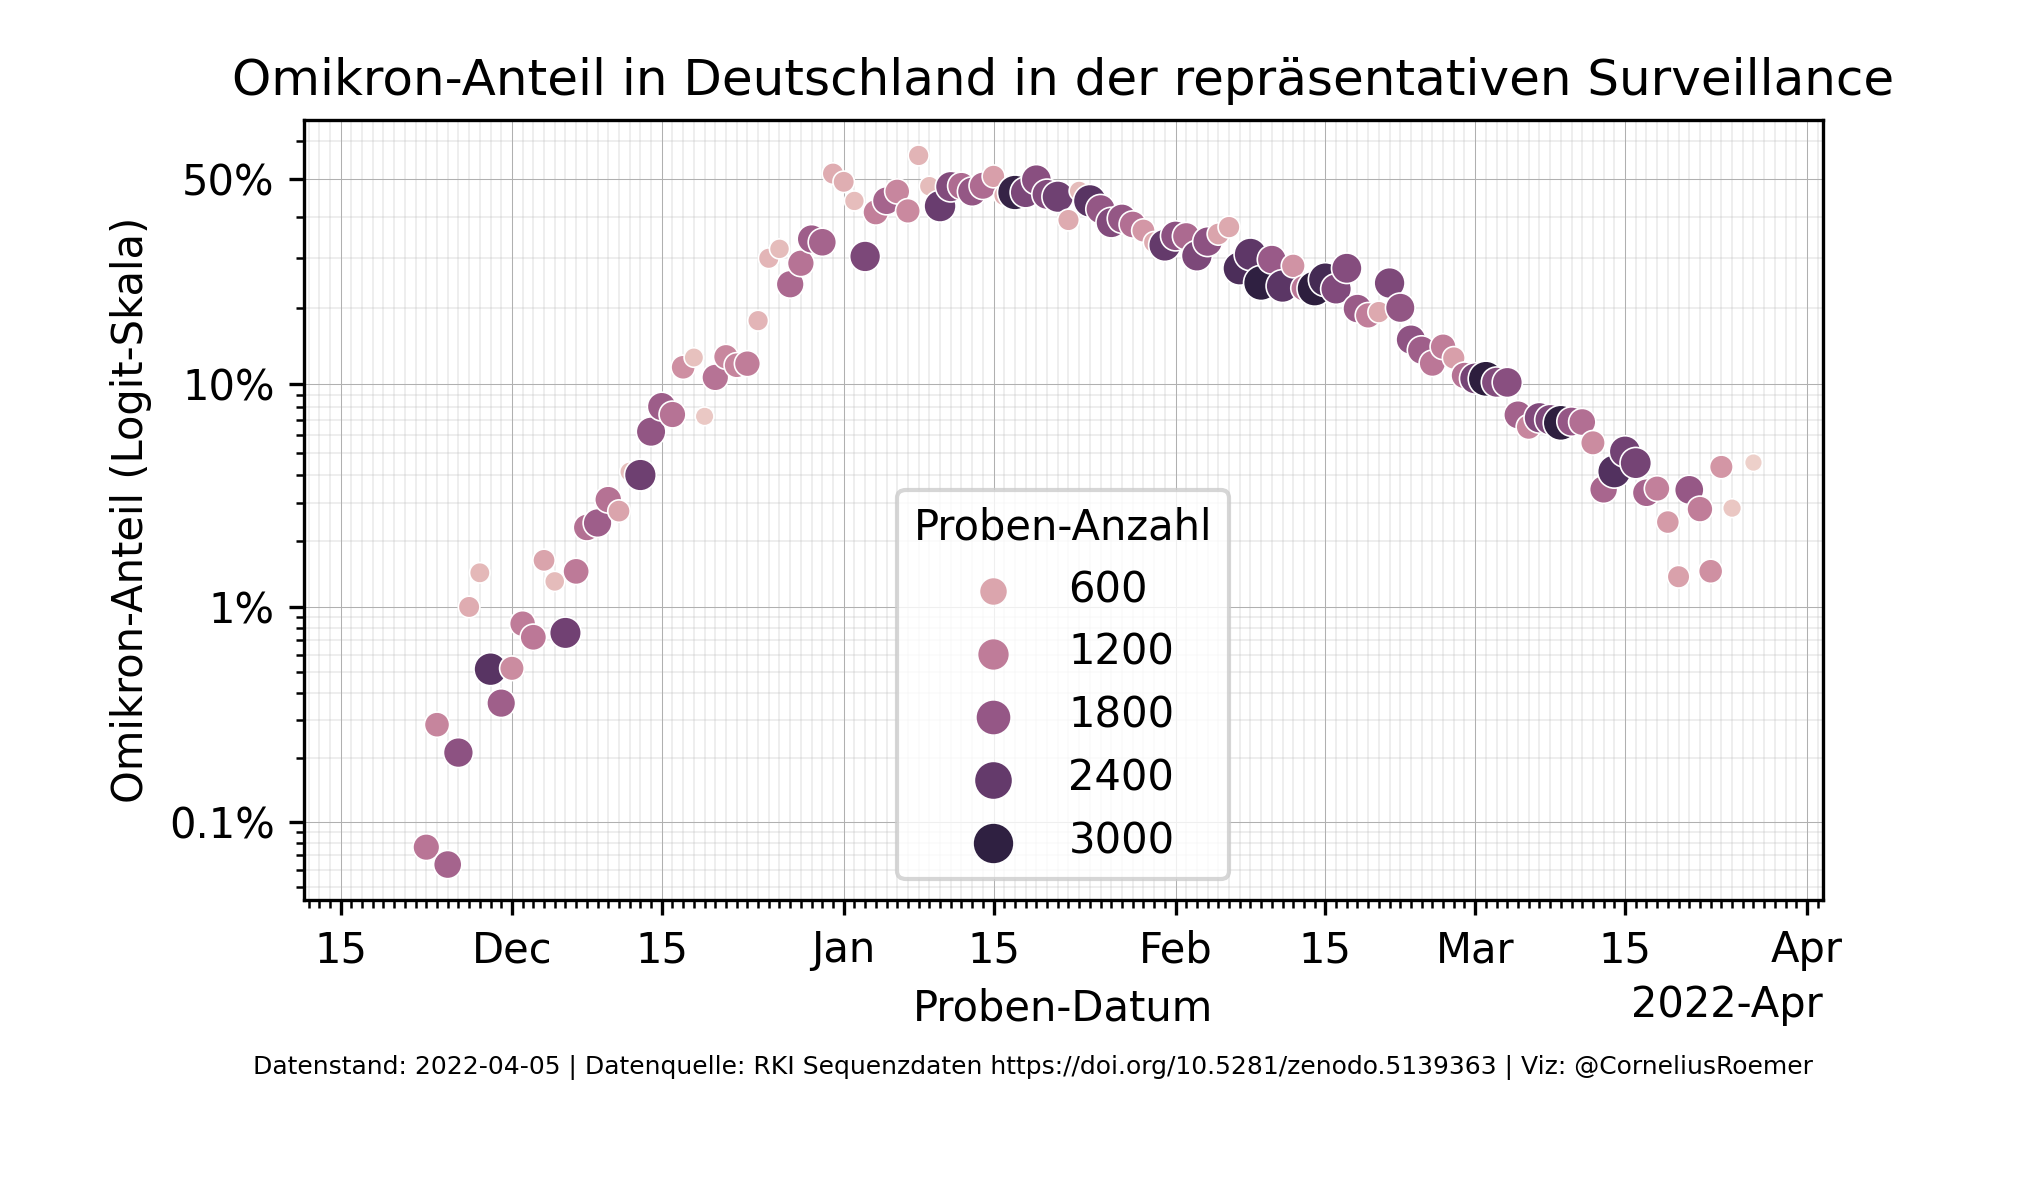 Omikron-Anteil in Deutschland in der repräsentativen Surveillance
Omikron-Anteil (Logit-Skala)
50%
10%
1%
0.1%
Proben-Anzahl
600
1200
1800
2400
3000
15 Dec 15 Jan 15 Feb 15 Mar 15 Apr
Proben-Datum
2022-Apr
Datenstand: 2022-04-05 | Datenquelle: RKI Sequenzdaten https://doi.org/10.5281/zenodo.5139363 | Viz: @CorneliusRoemer